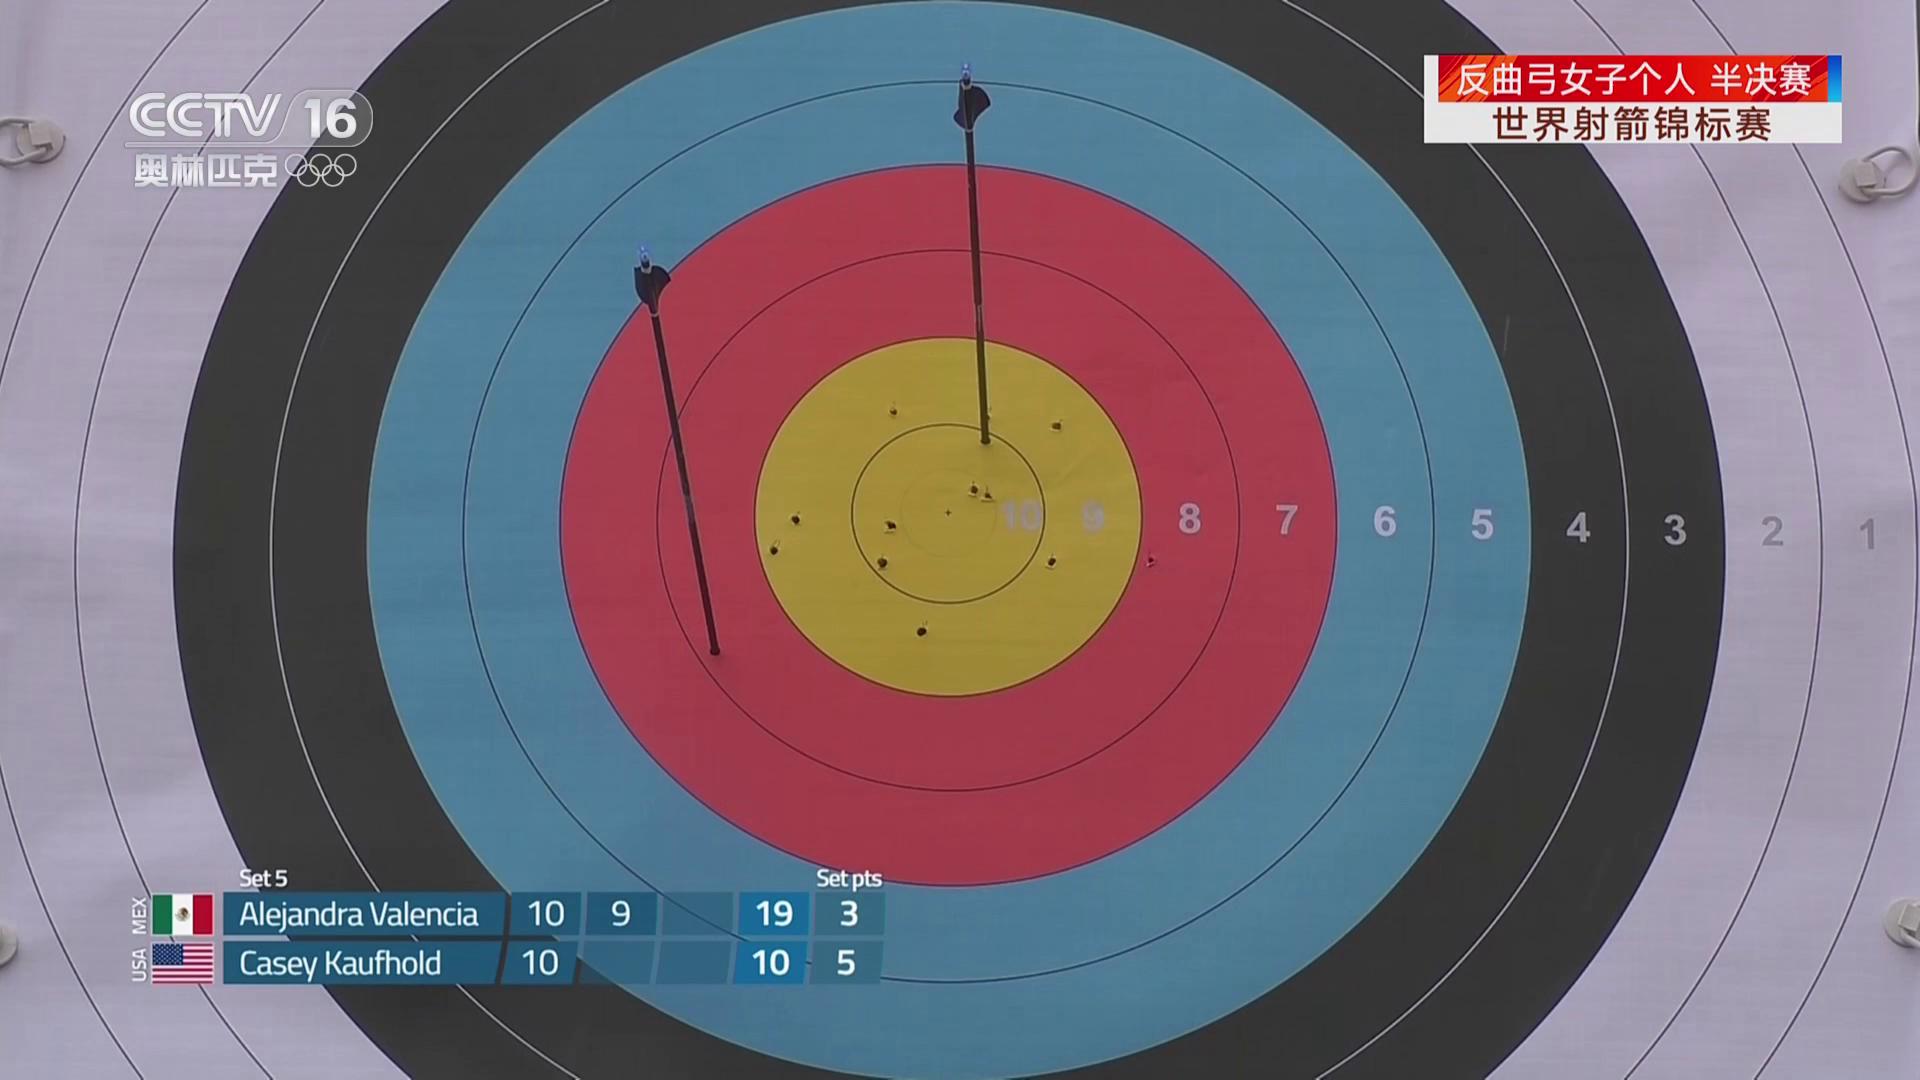 CCTV 16
奥林匹克
反曲弓女子个人 半决赛
世界射箭锦标赛
10 9 8 7 6 5 4 3 2 1
Set 5 Set pts
MEX Alejandra Valencia 10 9 19 3
USA Casey Kaufhold 10 10 5